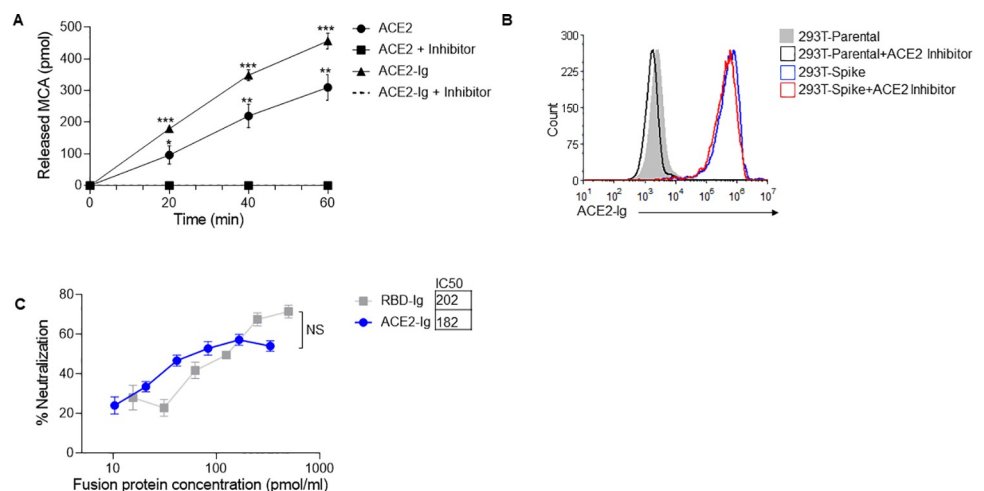 A
500
400
300
200
100
0
Released MCA (pmol)
***
***
***
**
**
*
0
20
40
60
Time (min)
ACE2
ACE2 + Inhibitor
ACE2-Ig
ACE2-Ig + Inhibitor
B
300
225
150
75
0
Count
10¹ 10² 10³ 10⁴ 10⁵ 10⁶ 10⁷
ACE2-Ig
293T-Parental
293T-Parental+ACE2 Inhibitor
293T-Spike
293T-Spike+ACE2 Inhibitor
C
80
60
40
20
0
% Neutralization
10
100
1000
Fusion protein concentration (pmol/ml)
NS
IC50
RBD-Ig 202
ACE2-Ig 182